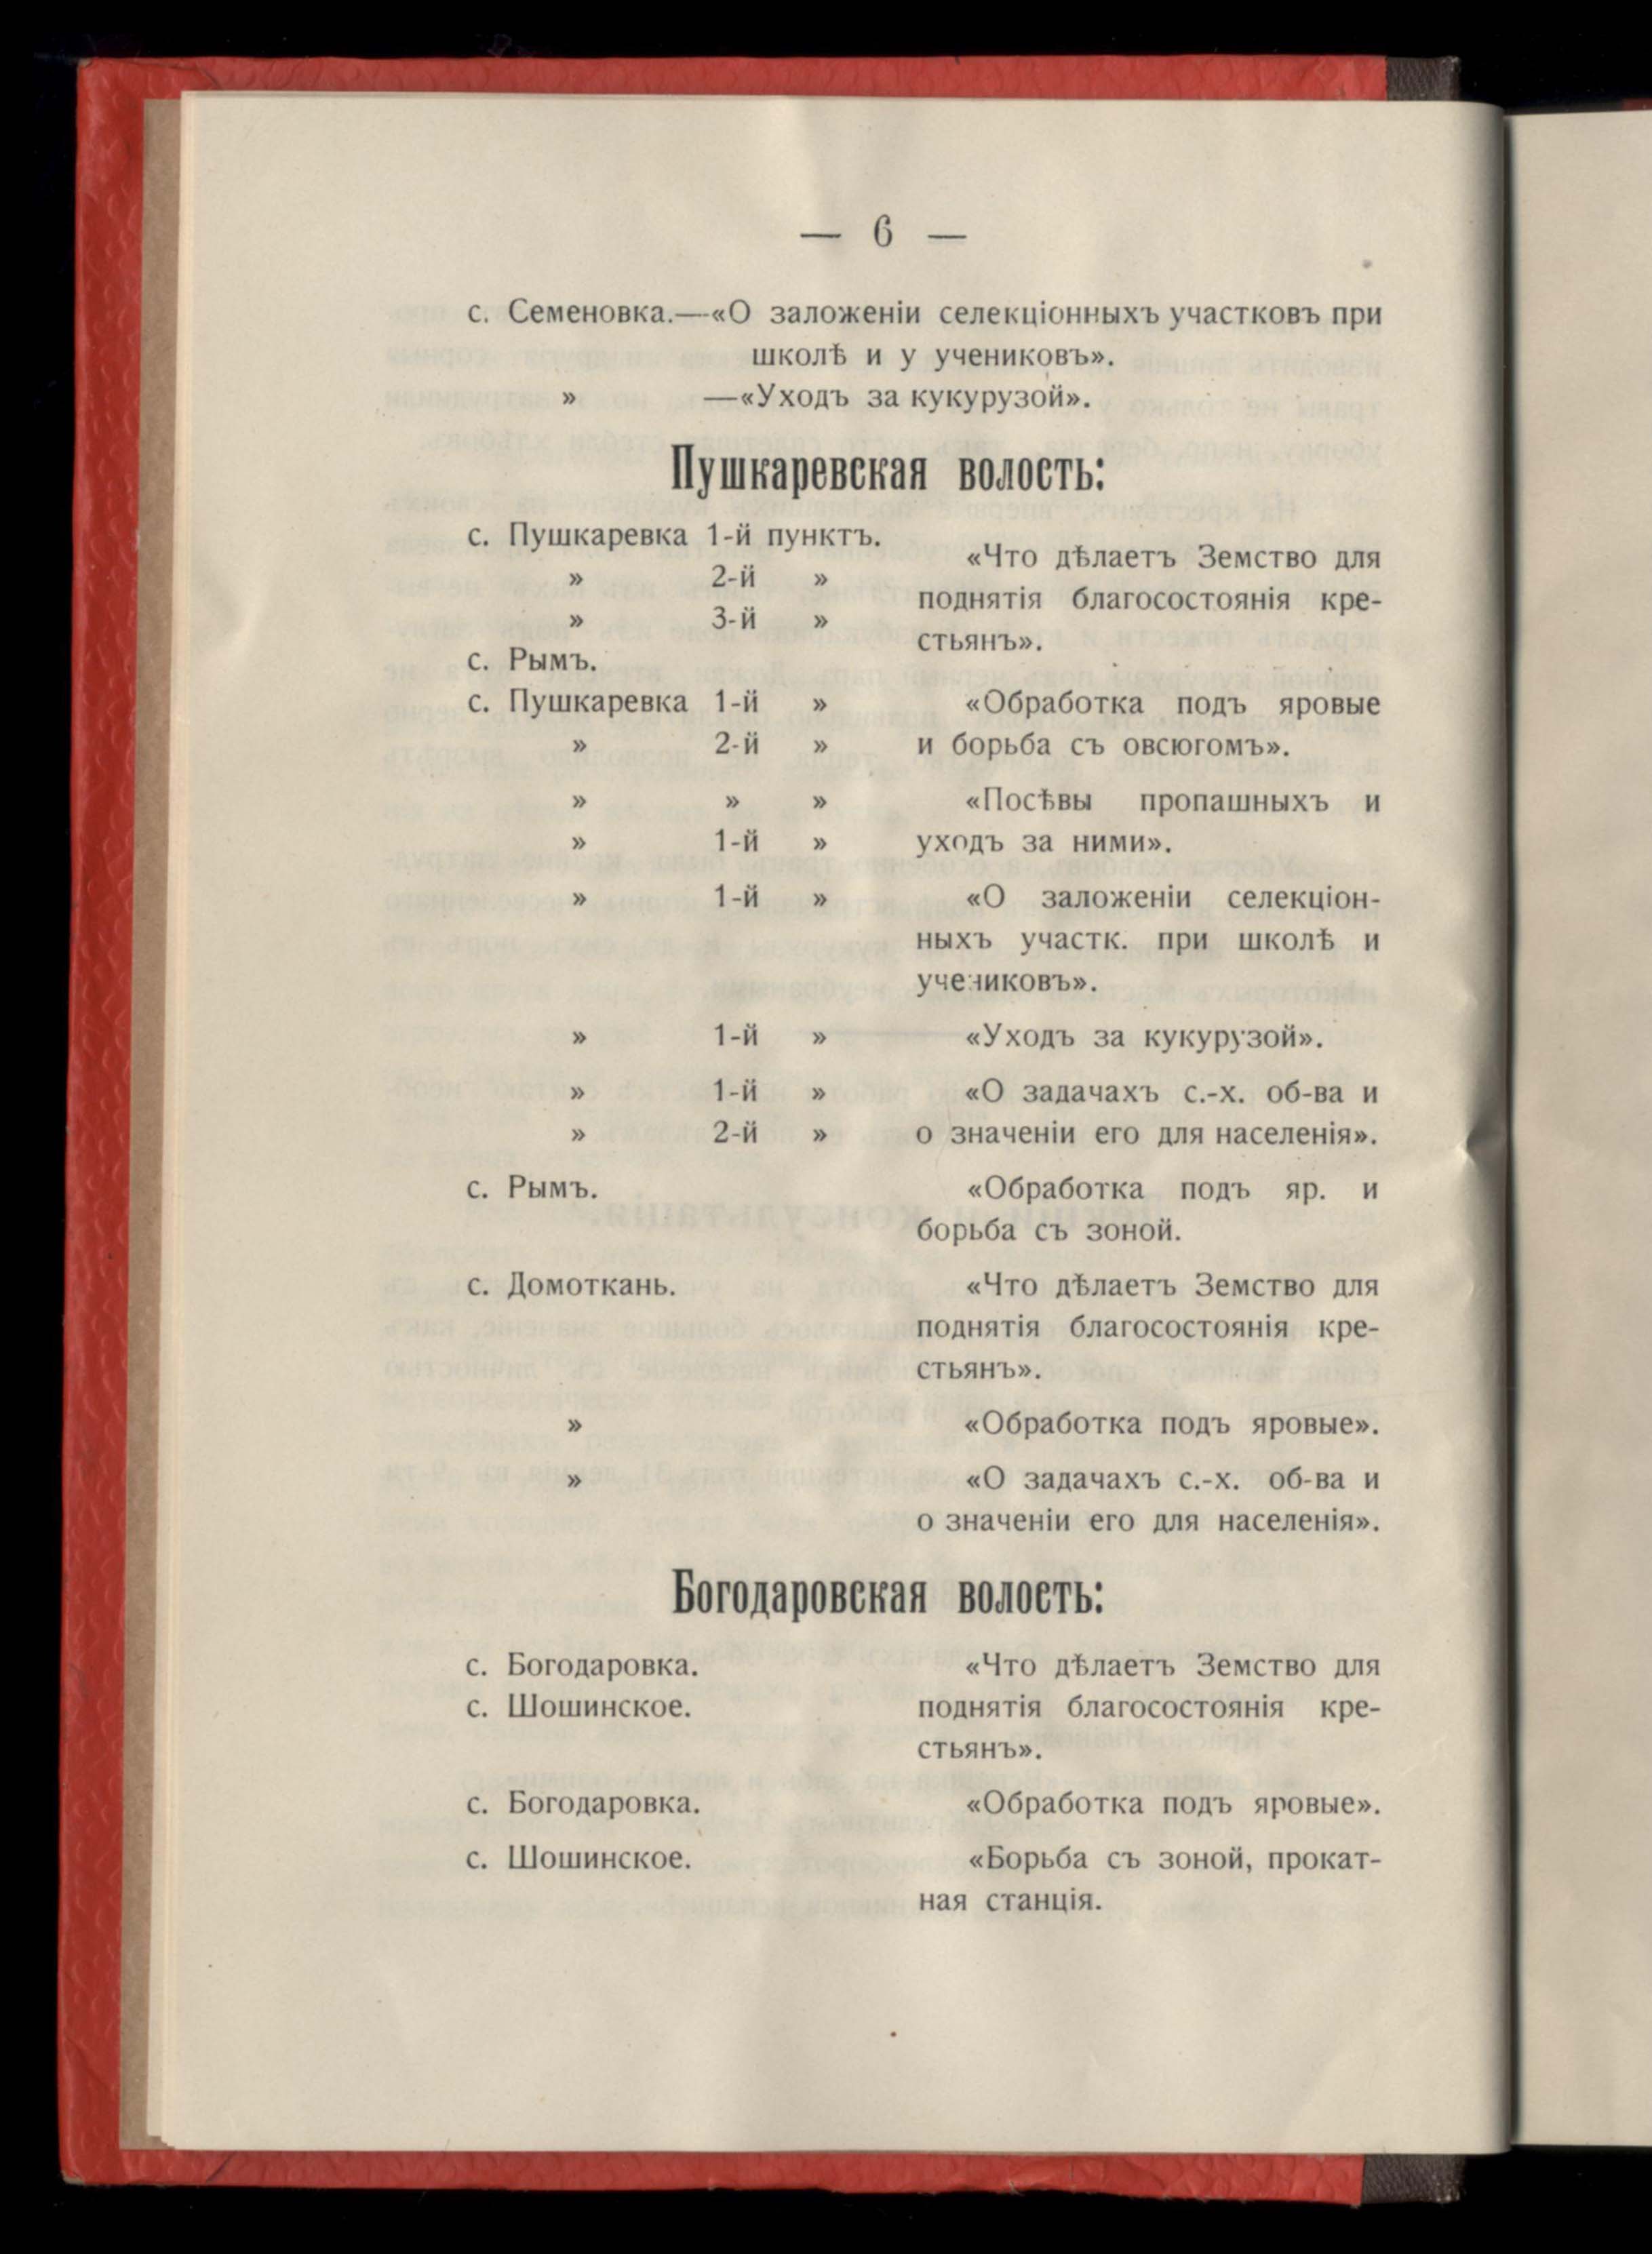 — 6 —
с. Семеновка.—«О заложеніи селекціонныхъ участковъ при
школѣ и у учениковъ».
» —«Уходъ за кукурузой».
Пушкаревская волость:
с. Пушкаревка 1-й пунктъ.
» 2-й »
» 3-й »
с. Рымъ.
«Что дѣлаетъ Земство для
поднятія благосостоянія кре-
стьянъ».
с. Пушкаревка 1-й » «Обработка подъ яровые
» 2-й » и борьба съ овсюгомъ».
» » » «Посѣвы пропашныхъ и
» 1-й » уходъ за ними».
» 1-й » «О заложеніи селекціон-
ныхъ участк. при школѣ и
учениковъ».
» 1-й » «Уходъ за кукурузой».
» 1-й » «О задачахъ с.-х. об-ва и
» 2-й » о значеніи его для населенія».
с. Рымъ. «Обработка подъ яр. и
борьба съ зоной.
с. Домоткань. «Что дѣлаетъ Земство для
поднятія благосостоянія кре-
стьянъ».
» «Обработка подъ яровые».
» «О задачахъ с.-х. об-ва и
о значеніи его для населенія».
Богодаровская волость:
с. Богодаровка. «Что дѣлаетъ Земство для
с. Шошинское. поднятія благосостоянія кре-
стьянъ».
с. Богодаровка. «Обработка подъ яровые».
с. Шошинское. «Борьба съ зоной, прокат-
ная станція.